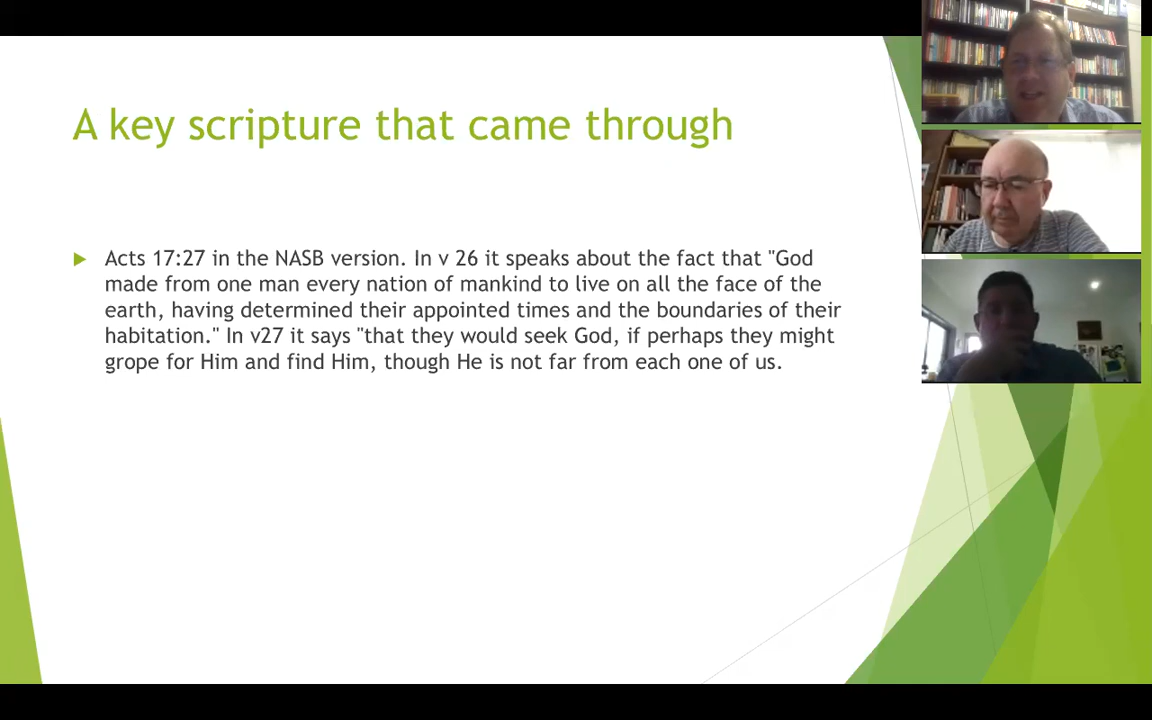 A key scripture that came through
Acts 17:27 in the NASB version. In v 26 it speaks about the fact that "God
made from one man every nation of mankind to live on all the face of the
earth, having determined their appointed times and the boundaries of their
habitation." In v27 it says "that they would seek God, if perhaps they might
grope for Him and find Him, though He is not far from each one of us.